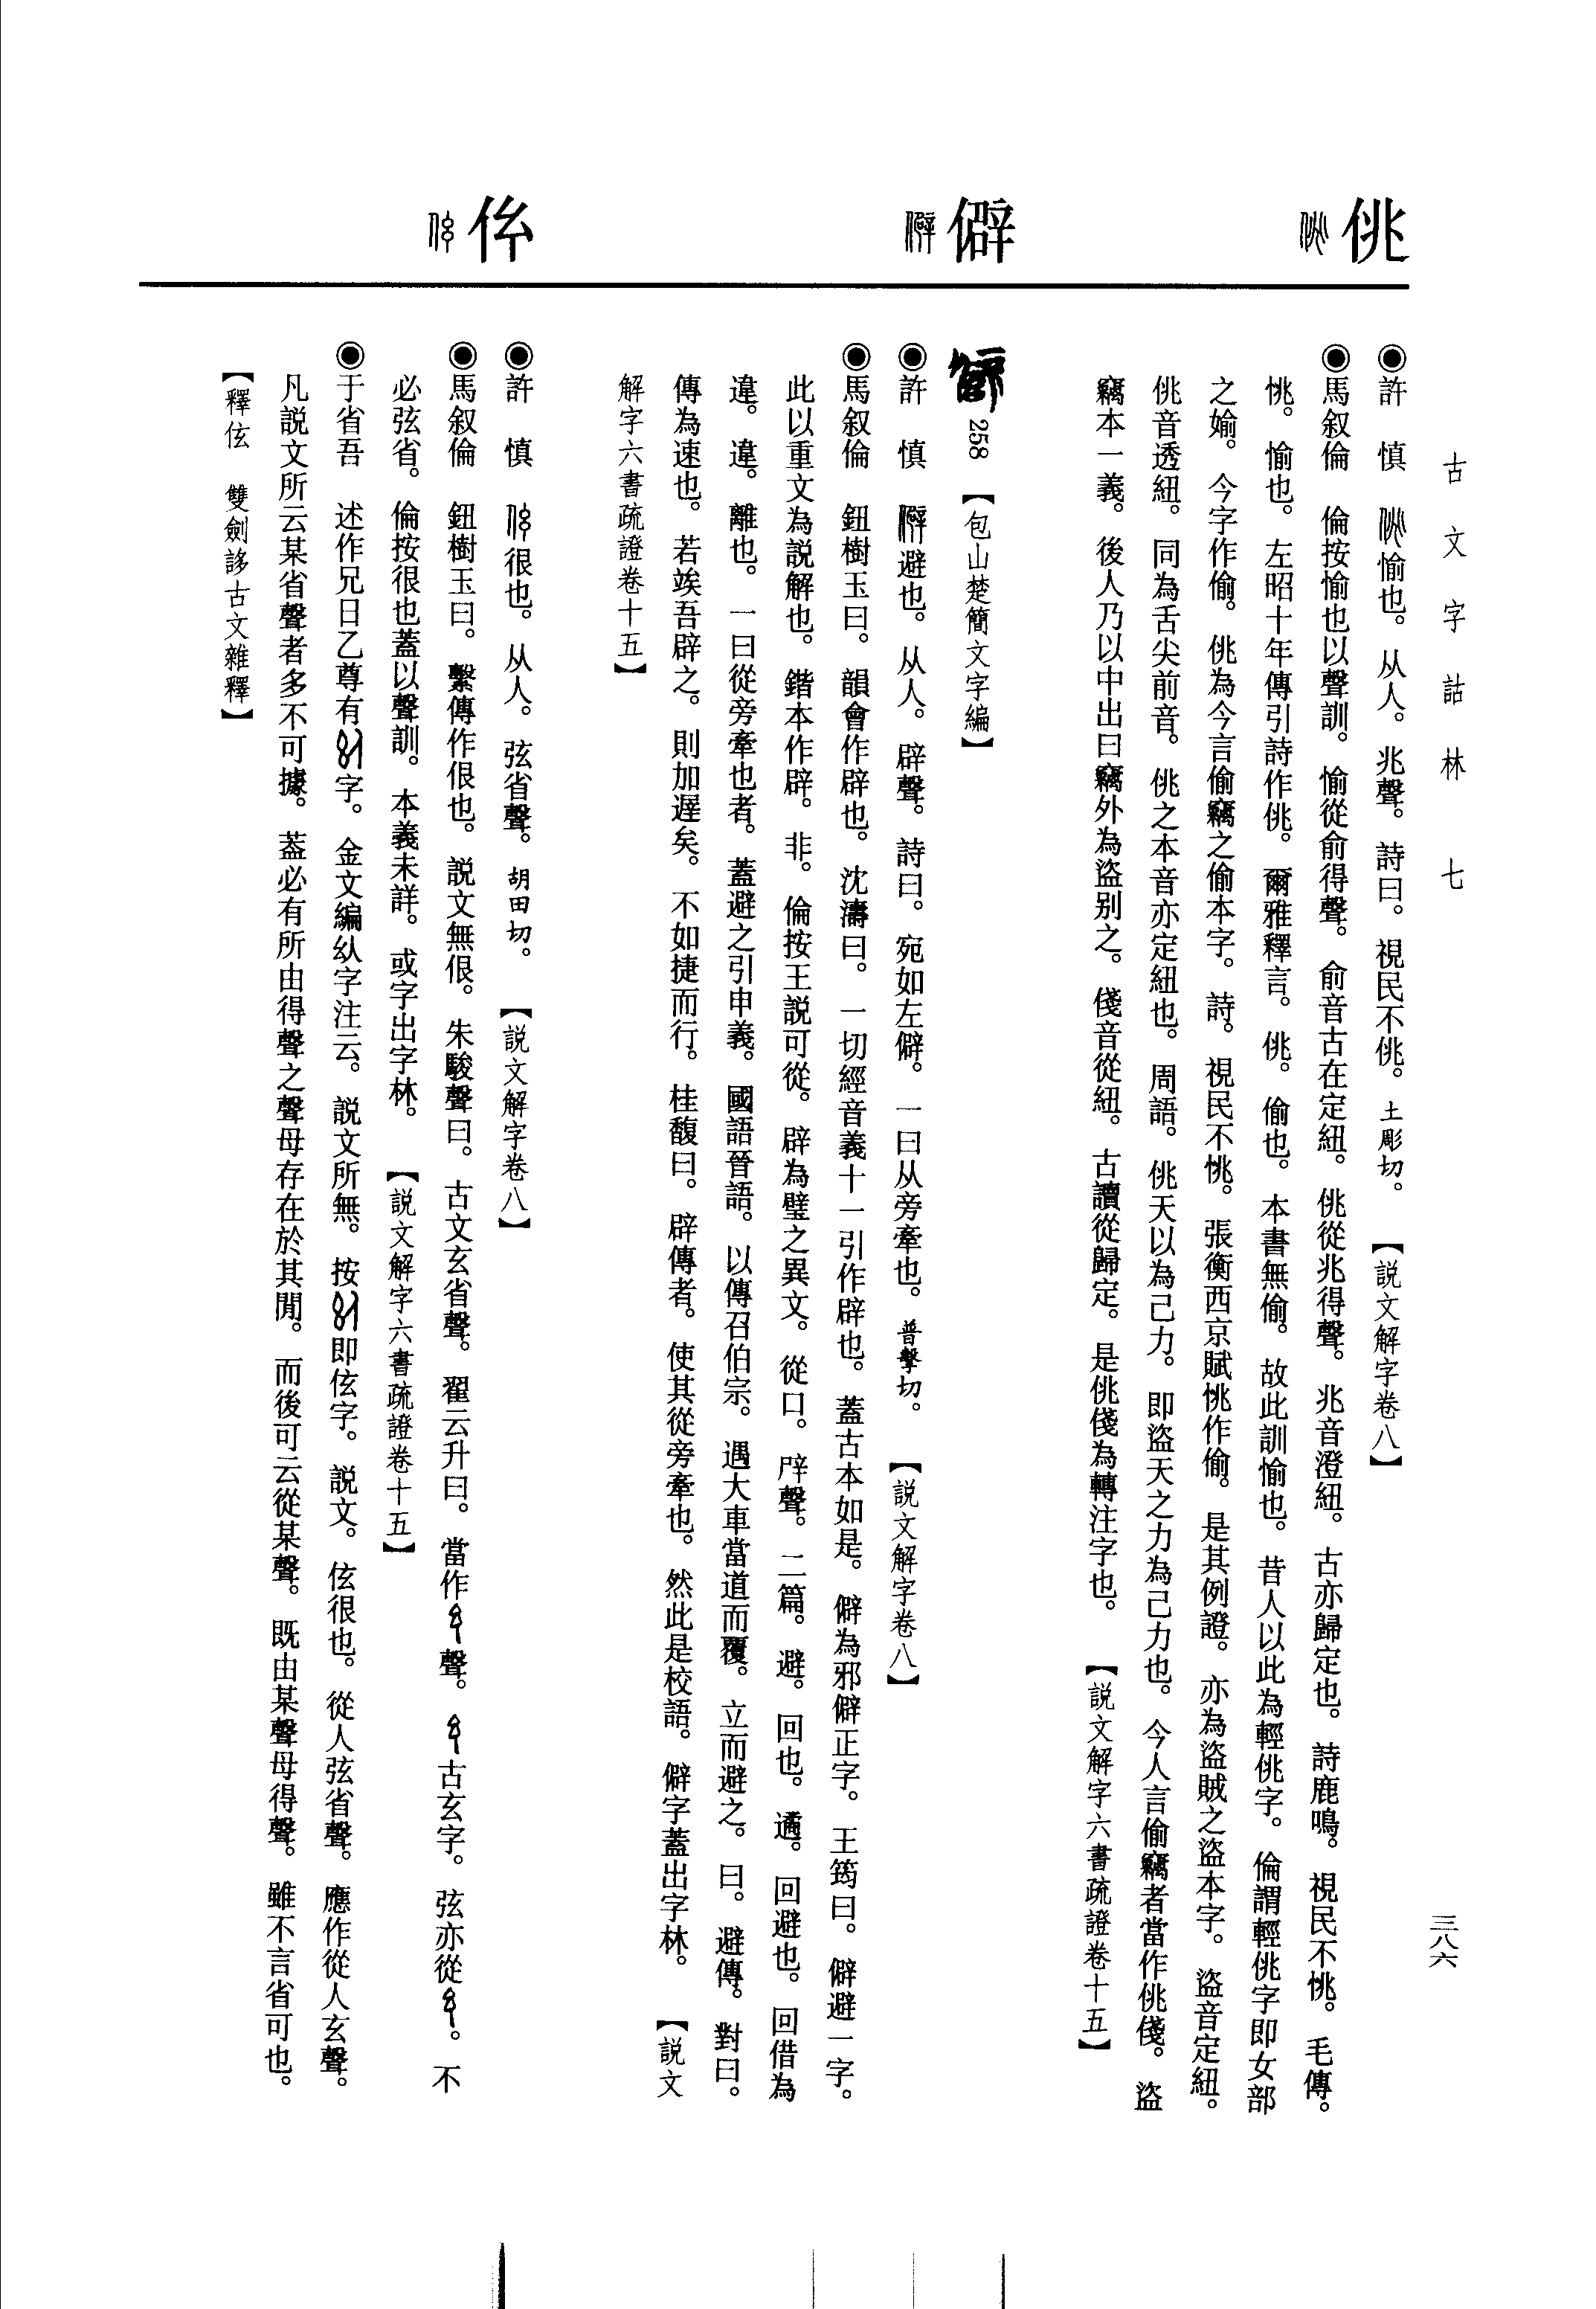 古文字詁林 七
三八六
佻
◉許 慎 愉也。从人。兆聲。詩曰。視民不佻。土彫切。 【說文解字卷八】
◉馬叙倫 倫按愉也以聲訓。愉從俞得聲。俞音古在定紐。佻從兆得聲。兆音澄紐。古亦歸定也。詩鹿鳴。視民不恌。毛傳。
恌。愉也。左昭十年傳引詩作佻。爾雅釋言。佻。偷也。本書無偷。故此訓愉也。昔人以此為輕佻字。倫謂輕佻字即女部
之媮。今字作偷。佻為今言偷竊之偷本字。詩。視民不恌。張衡西京賦恌作偷。是其例證。亦為盜賊之盜本字。盜音定紐。
佻音透紐。同為舌尖前音。佻之本音亦定紐也。周語。佻天以為己力。即盜天之力為己力也。今人言偷竊者當作佻俴。盜
竊本一義。後人乃以中出曰竊外為盜別之。俴音從紐。古讀從歸定。是佻俴為轉注字也。 【說文解字六書疏證卷十五】
僻
258 【包山楚簡文字編】
◉許 慎 避也。从人。辟聲。詩曰。宛如左僻。一曰从旁牽也。普擊切。 【說文解字卷八】
◉馬叙倫 鈕樹玉曰。韻會作辟也。沈濤曰。一切經音義十一引作辟也。蓋古本如是。僻為邪僻正字。王筠曰。僻避一字。
此以重文為說解也。鍇本作辟。非。倫按王說可從。辟為璧之異文。從口。𨐋聲。二篇。避。回也。遹。回避也。回借為
違。違。離也。一曰從旁牽也者。蓋避之引申義。國語晉語。以傳召伯宗。遇大車當道而覆。立而避之。曰。避傳。對曰。
傳為速也。若竢吾辟之。則加遲矣。不如捷而行。桂馥曰。辟傳者。使其從旁牽也。然此是校語。僻字蓋出字林。 【說文
解字六書疏證卷十五】
伭
◉許 慎 很也。从人。弦省聲。胡田切。 【說文解字卷八】
◉馬叙倫 鈕樹玉曰。繫傳作佷也。說文無佷。朱駿聲曰。古文玄省聲。翟云升曰。當作聲。古玄字。弦亦從。不
必弦省。倫按很也蓋以聲訓。本義未詳。或字出字林。 【說文解字六書疏證卷十五】
◉于省吾 述作兄日乙尊有字。金文編㕕字注云。說文所無。按即伭字。說文。伭很也。從人弦省聲。應作從人玄聲。
凡說文所云某省聲者多不可據。葢必有所由得聲之聲母存在於其閒。而後可云從某聲。既由某聲母得聲。雖不言省可也。
【釋伭 雙劍誃古文雜釋】